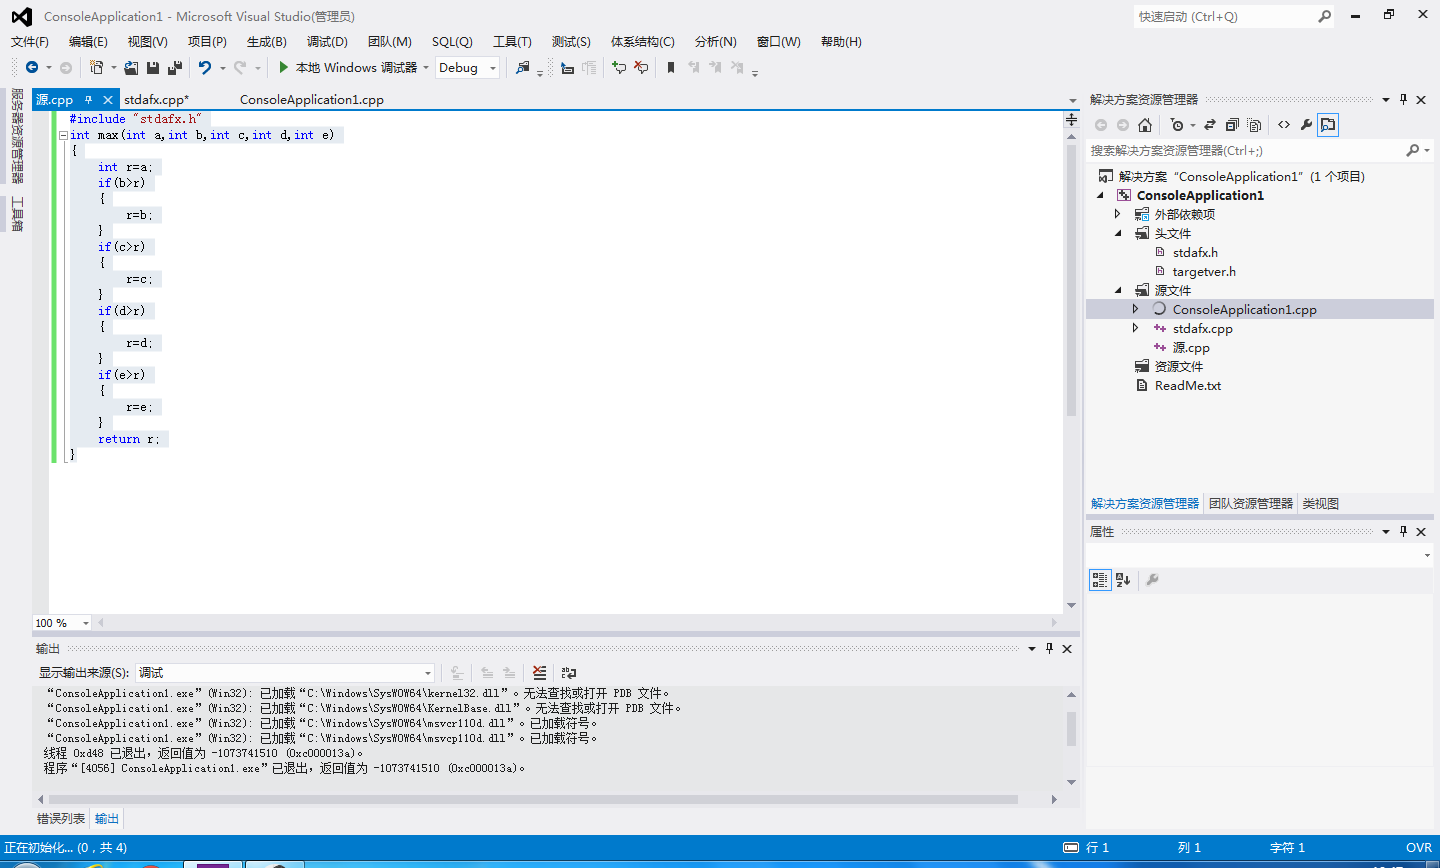 ConsoleApplication1 - Microsoft Visual Studio(管理员)
快速启动 (Ctrl+Q)
文件(F) 编辑(E) 视图(V) 项目(P) 生成(B) 调试(D) 团队(M) SQL(Q) 工具(T) 测试(S) 体系结构(C) 分析(N) 窗口(W) 帮助(H)
本地 Windows 调试器 Debug
服务器资源管理器
工具箱
源.cpp stdafx.cpp* ConsoleApplication1.cpp
#include "stdafx.h"
int max(int a,int b,int c,int d,int e)
{
int r=a;
if(b>r)
{
r=b;
}
if(c>r)
{
r=c;
}
if(d>r)
{
r=d;
}
if(e>r)
{
r=e;
}
return r;
}
100 %
输出
显示输出来源(S): 调试
“ConsoleApplication1.exe”(Win32): 已加载“C:\Windows\SysWOW64\kernel32.dll”。无法查找或打开 PDB 文件。
“ConsoleApplication1.exe”(Win32): 已加载“C:\Windows\SysWOW64\KernelBase.dll”。无法查找或打开 PDB 文件。
“ConsoleApplication1.exe”(Win32): 已加载“C:\Windows\SysWOW64\msvcr110d.dll”。已加载符号。
“ConsoleApplication1.exe”(Win32): 已加载“C:\Windows\SysWOW64\msvcp110d.dll”。已加载符号。
线程 0xd48 已退出，返回值为 -1073741510 (0xc000013a)。
程序“[4056] ConsoleApplication1.exe”已退出，返回值为 -1073741510 (0xc000013a)。
错误列表 输出
解决方案资源管理器
搜索解决方案资源管理器(Ctrl+;)
解决方案“ConsoleApplication1”(1 个项目)
ConsoleApplication1
外部依赖项
头文件
stdafx.h
targetver.h
源文件
ConsoleApplication1.cpp
stdafx.cpp
源.cpp
资源文件
ReadMe.txt
解决方案资源管理器 团队资源管理器 类视图
属性
正在初始化... (0，共 4) 行 1 列 1 字符 1 OVR